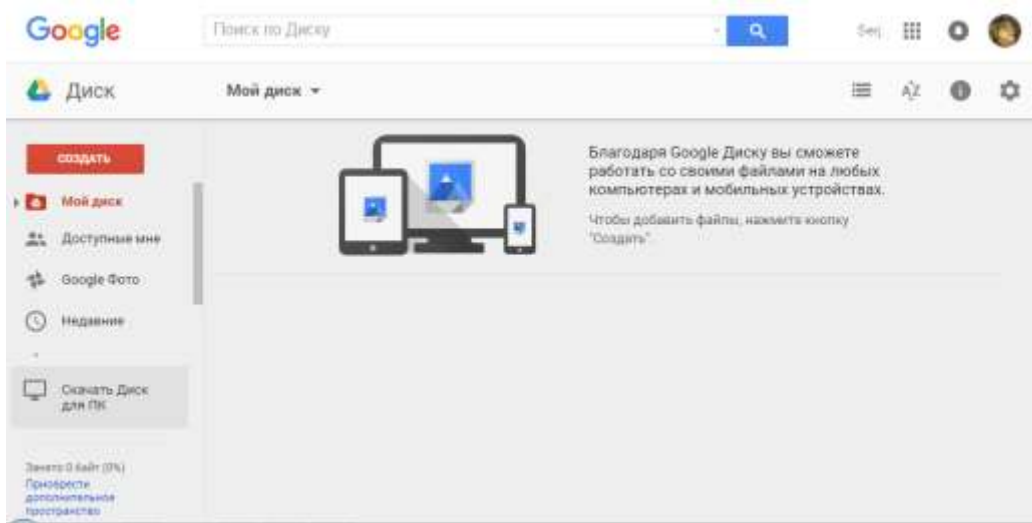 Google
Поиск по Диску
Serj
Диск
Мой диск
AZ
СОЗДАТЬ
Мой диск
Доступные мне
Google Фото
Недавние
Скачать Диск
для ПК
Занято 0 байт (0%)
Приобрести
дополнительное
пространство
Благодаря Google Диску вы сможете
работать со своими файлами на любых
компьютерах и мобильных устройствах.
Чтобы добавить файлы, нажмите кнопку
"Создать".